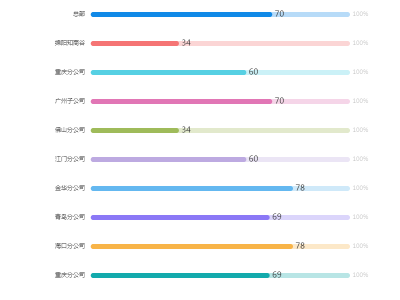 总部 70 100%
绵阳知商谷 34 100%
重庆分公司 60 100%
广州子公司 70 100%
佛山分公司 34 100%
江门分公司 60 100%
金华分公司 78 100%
青岛分公司 69 100%
海口分公司 78 100%
重庆分公司 69 100%